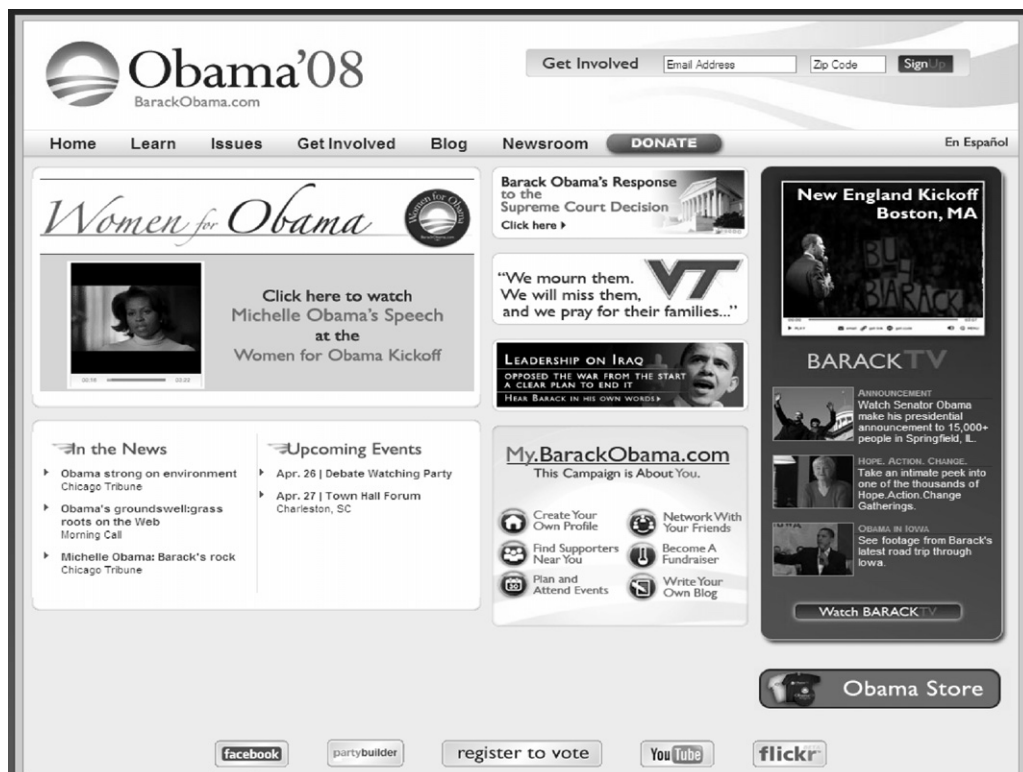 Obama'08
BarackObama.com
Get Involved
Email Address
Zip Code
SignUp
Home
Learn
Issues
Get Involved
Blog
Newsroom
DONATE
En Español
Women for Obama
Women for Obama
Click here to watch
Michelle Obama's Speech
at the
Women for Obama Kickoff
In the News
Obama strong on environment
Chicago Tribune
Obama's groundswell:grass
roots on the Web
Morning Call
Michelle Obama: Barack's rock
Chicago Tribune
Upcoming Events
Apr. 26 | Debate Watching Party
Apr. 27 | Town Hall Forum
Charleston, SC
Barack Obama's Response
to the
Supreme Court Decision
Click here
"We mourn them.
We will miss them,
and we pray for their families..."
VT
LEADERSHIP ON IRAQ
OPPOSED THE WAR FROM THE START
A CLEAR PLAN TO END IT
HEAR BARACK IN HIS OWN WORDS
My.BarackObama.com
This Campaign is About You.
Create Your
Own Profile
Network With
Your Friends
Find Supporters
Near You
Become A
Fundraiser
Plan and
Attend Events
Write Your
Own Blog
New England Kickoff
Boston, MA
BARACK
BARACKTV
ANNOUNCEMENT
Watch Senator Obama
make his presidential
announcement to 15,000+
people in Springfield, IL.
HOPE. ACTION. CHANGE.
Take an intimate peek into
one of the thousands of
Hope.Action.Change
Gatherings.
OBAMA IN IOWA
See footage from Barack's
latest road trip through
Iowa.
Watch BARACKTV
Obama Store
facebook
partybuilder
register to vote
YouTube
flickr